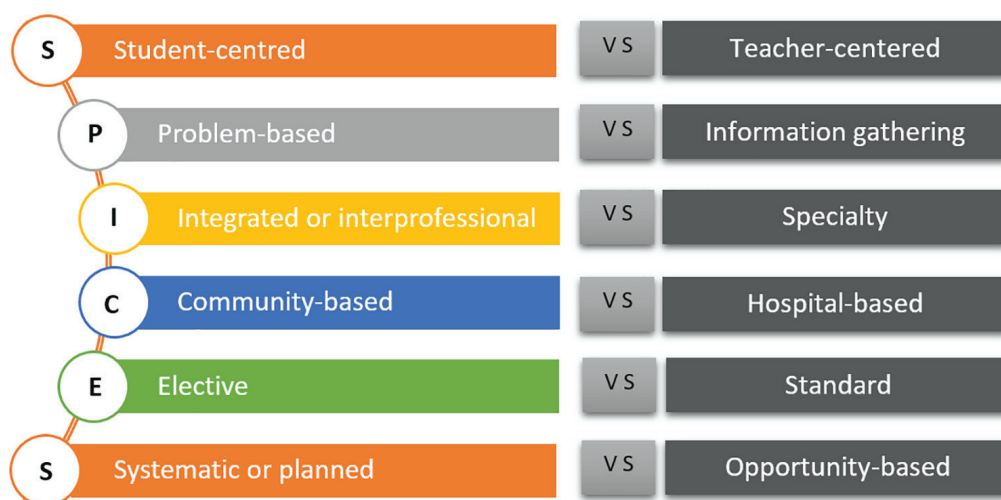 S Student-centred VS Teacher-centered
P Problem-based VS Information gathering
I Integrated or interprofessional VS Specialty
C Community-based VS Hospital-based
E Elective VS Standard
S Systematic or planned VS Opportunity-based